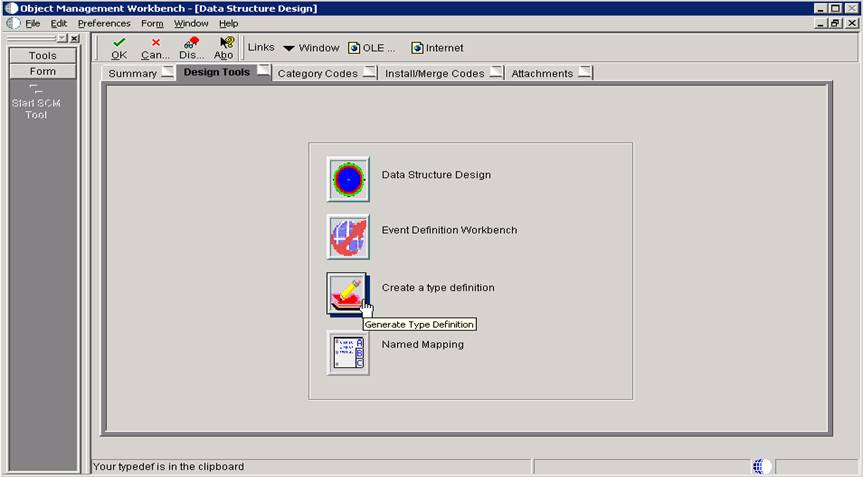 Object Management Workbench - [Data Structure Design]
File Edit Preferences Form Window Help
Tools
Form
Start SCM
Tool
OK Can... Dis... Abo Links Window OLE ... Internet
Summary Design Tools Category Codes Install/Merge Codes Attachments
Data Structure Design
Event Definition Workbench
Create a type definition
Generate Type Definition
Named Mapping
A
B
C
Your typedef is in the clipboard